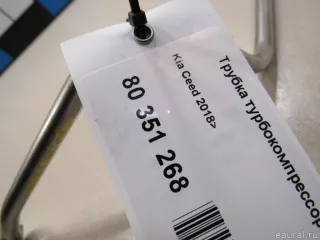 Трубка турбокомпрессор
Kia Ceed 2018>
80 351 268
eaural.ru